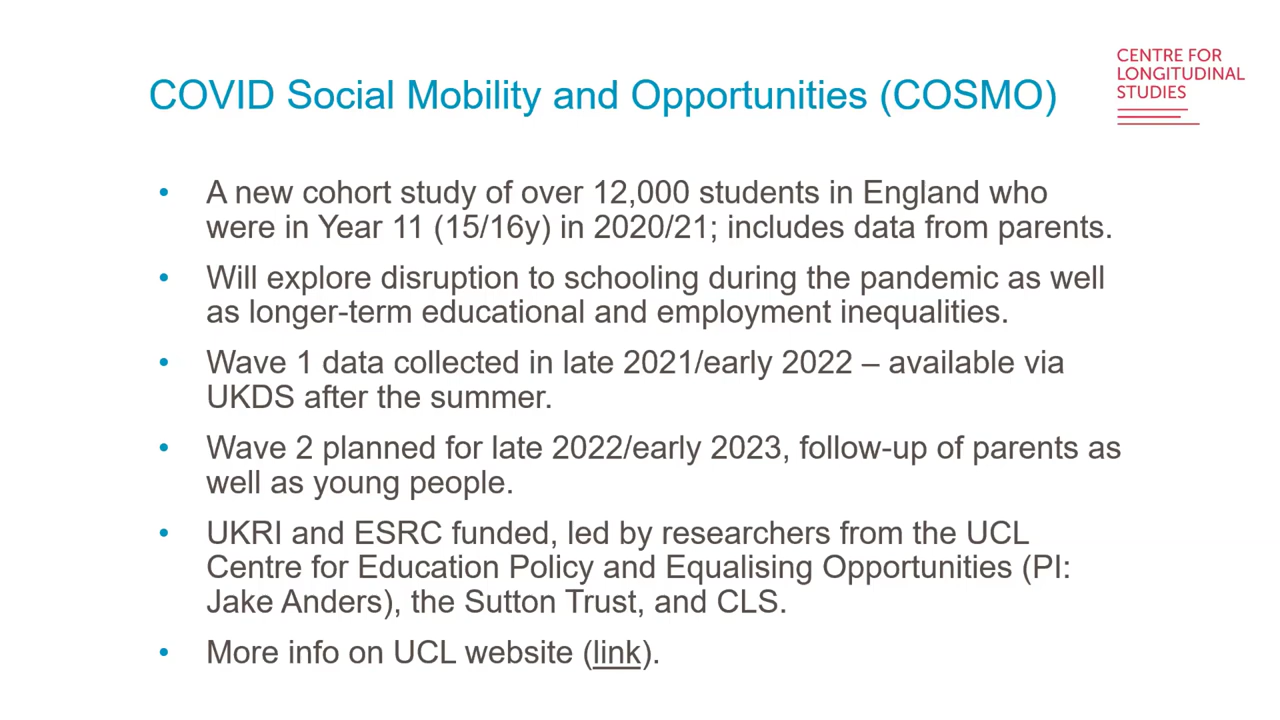 COVID Social Mobility and Opportunities (COSMO)
CENTRE FOR
LONGITUDINAL
STUDIES
• A new cohort study of over 12,000 students in England who
were in Year 11 (15/16y) in 2020/21; includes data from parents.
• Will explore disruption to schooling during the pandemic as well
as longer-term educational and employment inequalities.
• Wave 1 data collected in late 2021/early 2022 – available via
UKDS after the summer.
• Wave 2 planned for late 2022/early 2023, follow-up of parents as
well as young people.
• UKRI and ESRC funded, led by researchers from the UCL
Centre for Education Policy and Equalising Opportunities (PI:
Jake Anders), the Sutton Trust, and CLS.
• More info on UCL website (link).